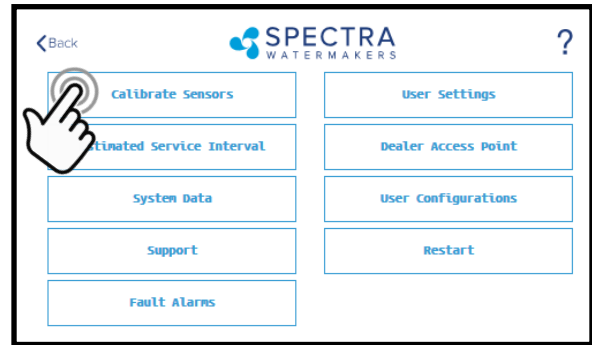 Back
SPECTRA
WATERMAKERS
?
Calibrate Sensors
User Settings
timated Service Interval
Dealer Access Point
System Data
User Configurations
Support
Restart
Fault Alarms